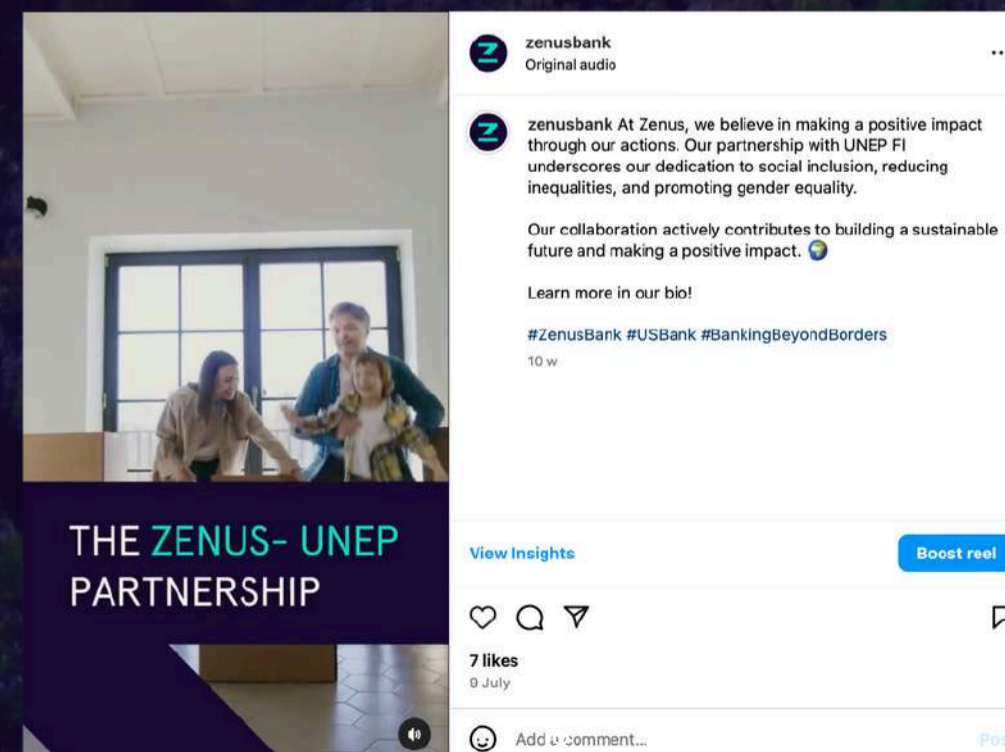 THE ZENUS- UNEP
PARTNERSHIP
zenusbank
Original audio
zenusbank At Zenus, we believe in making a positive impact
through our actions. Our partnership with UNEP FI
underscores our dedication to social inclusion, reducing
inequalities, and promoting gender equality.
Our collaboration actively contributes to building a sustainable
future and making a positive impact. 🌍
Learn more in our bio!
#ZenusBank #USBank #BankingBeyondBorders
10 w
View Insights
Boost reel
7 likes
9 July
Add a comment...